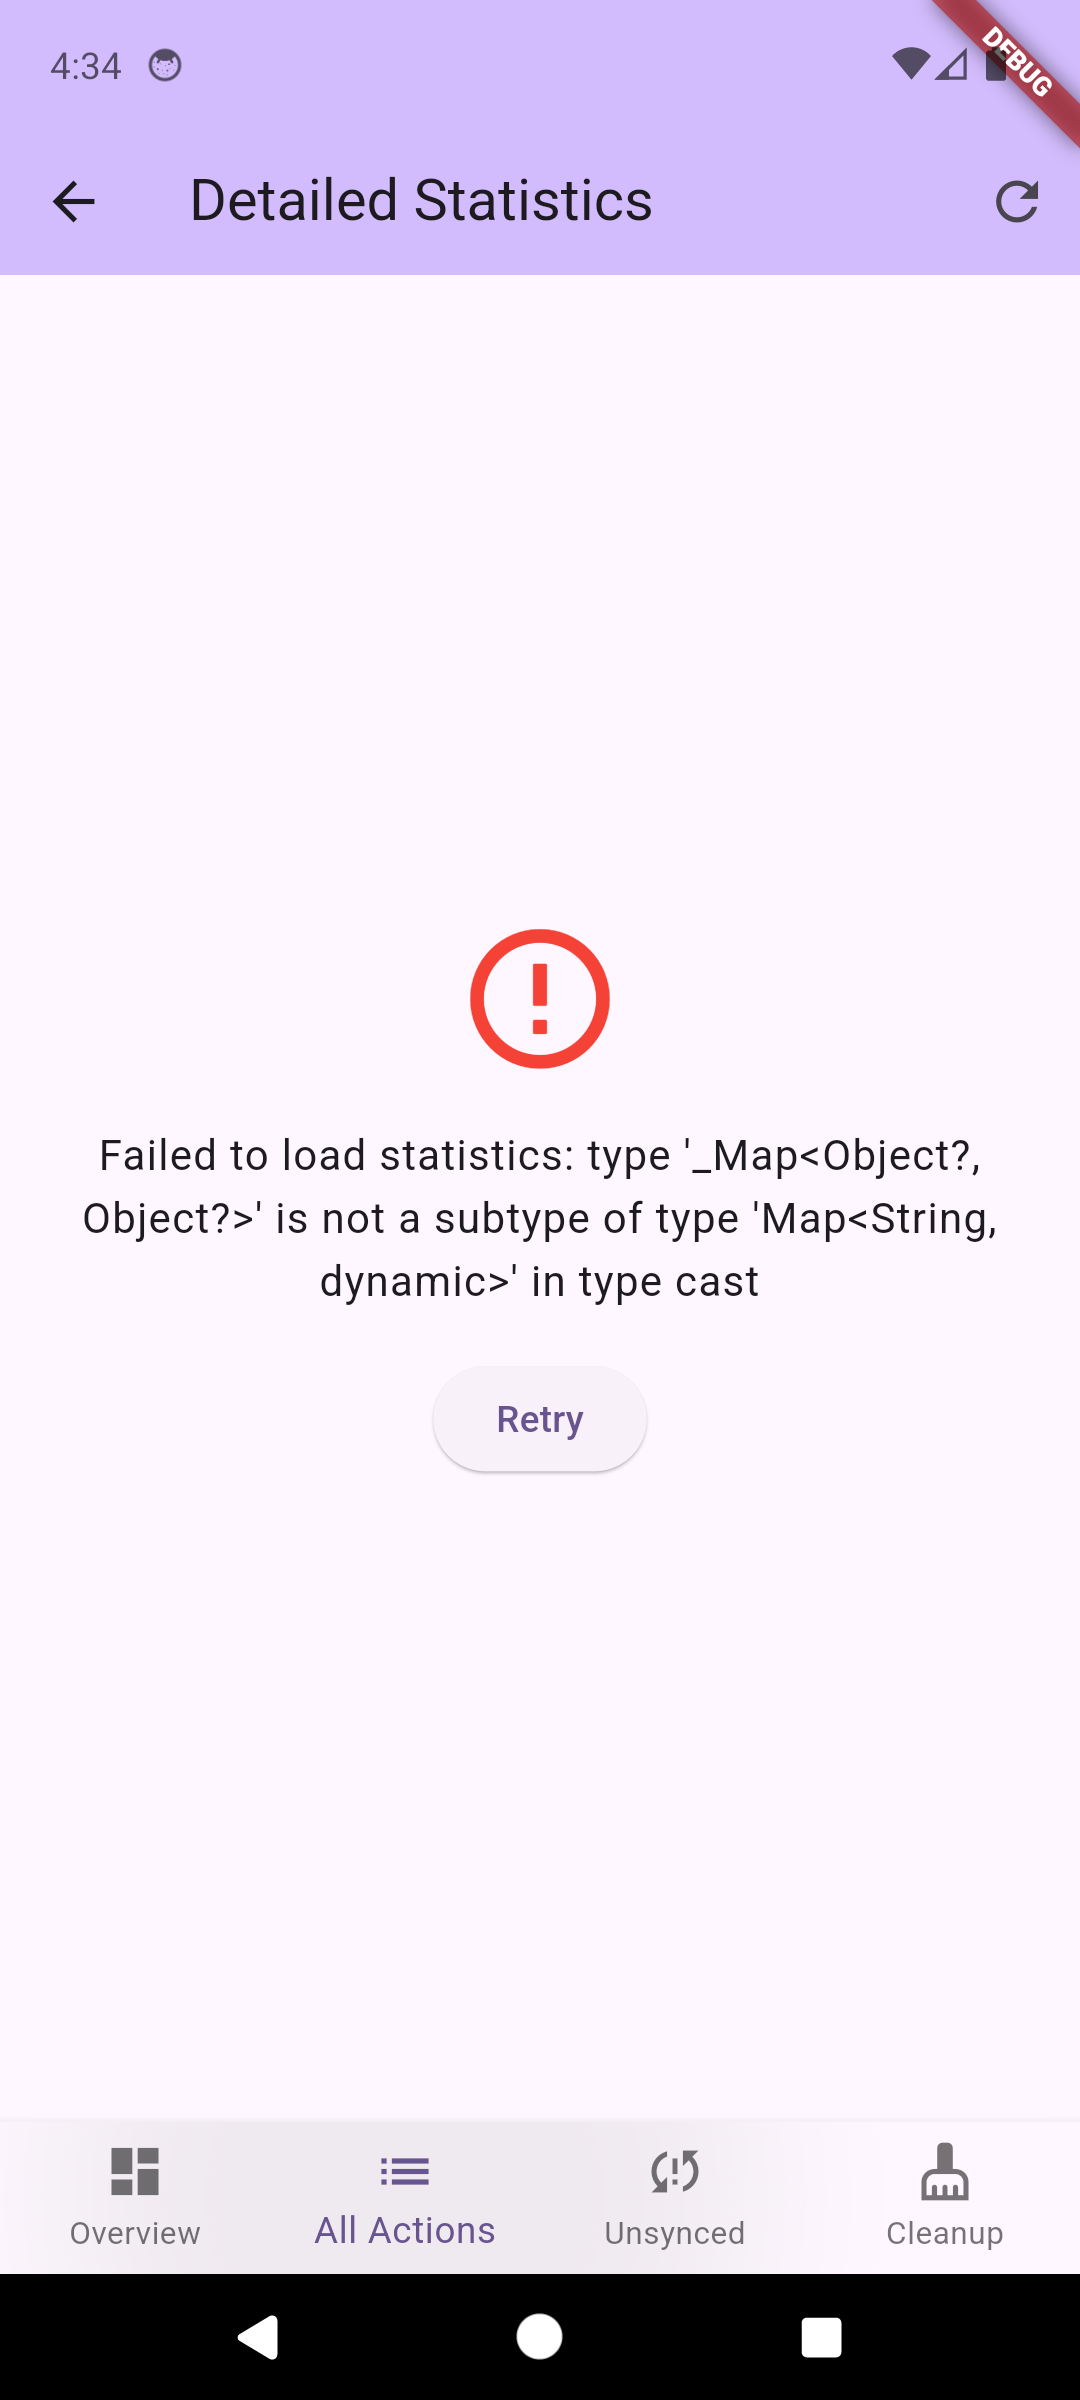 4:34
DEBUG
Detailed Statistics
Failed to load statistics: type '_Map<Object?,
Object?>' is not a subtype of type 'Map<String,
dynamic>' in type cast
Retry
Overview
All Actions
Unsynced
Cleanup